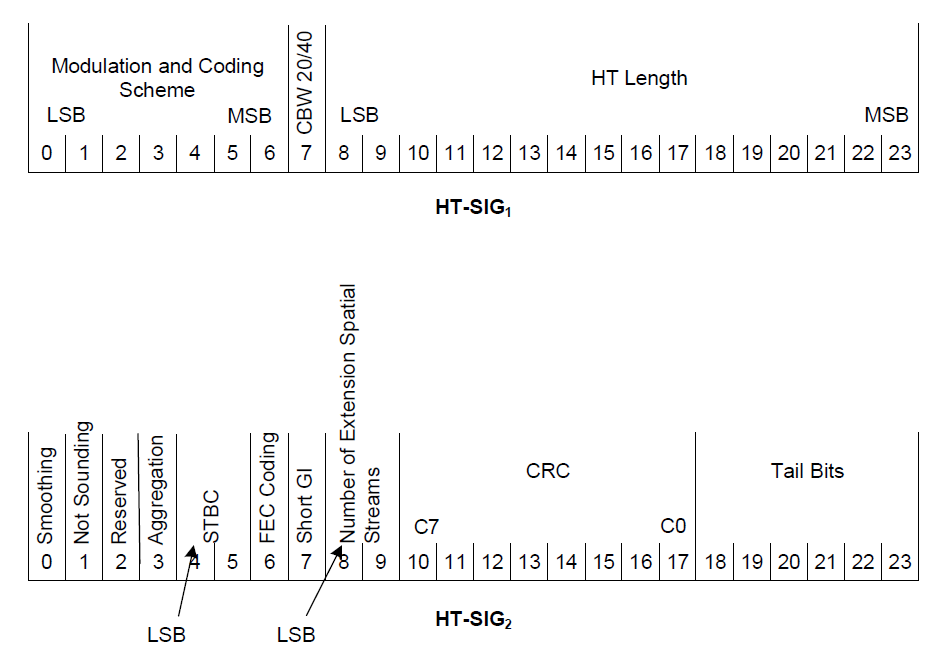 Modulation and Coding
Scheme
LSB MSB
CBW 20/40
HT Length
LSB MSB
0 1 2 3 4 5 6 7 8 9 10 11 12 13 14 15 16 17 18 19 20 21 22 23
HT-SIG1
Smoothing
Not Sounding
Reserved
Aggregation
STBC
FEC Coding
Short GI
Number of Extension Spatial
Streams
CRC
C7 C0
Tail Bits
0 1 2 3 4 5 6 7 8 9 10 11 12 13 14 15 16 17 18 19 20 21 22 23
LSB LSB
HT-SIG2